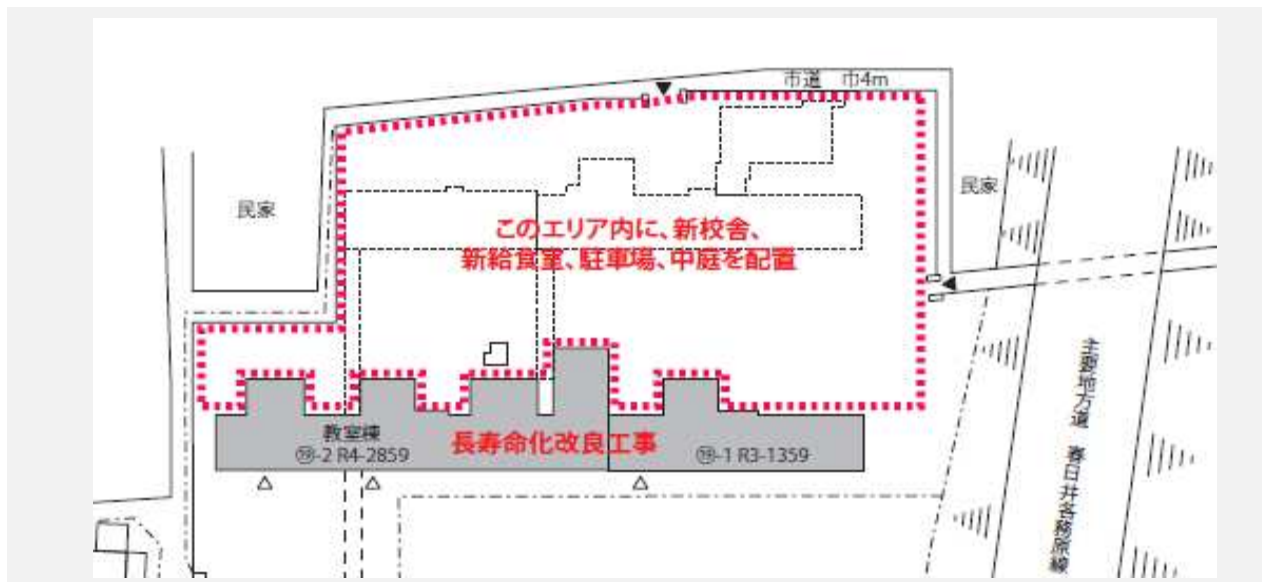 市道 巾4m
民家
民家
このエリア内に、新校舎、
新給食室、駐車場、中庭を配置
主要地方道 春日井各務原線
教室棟
⑲-2 R4-2859
長寿命化改良工事
⑲-1 R3-1359